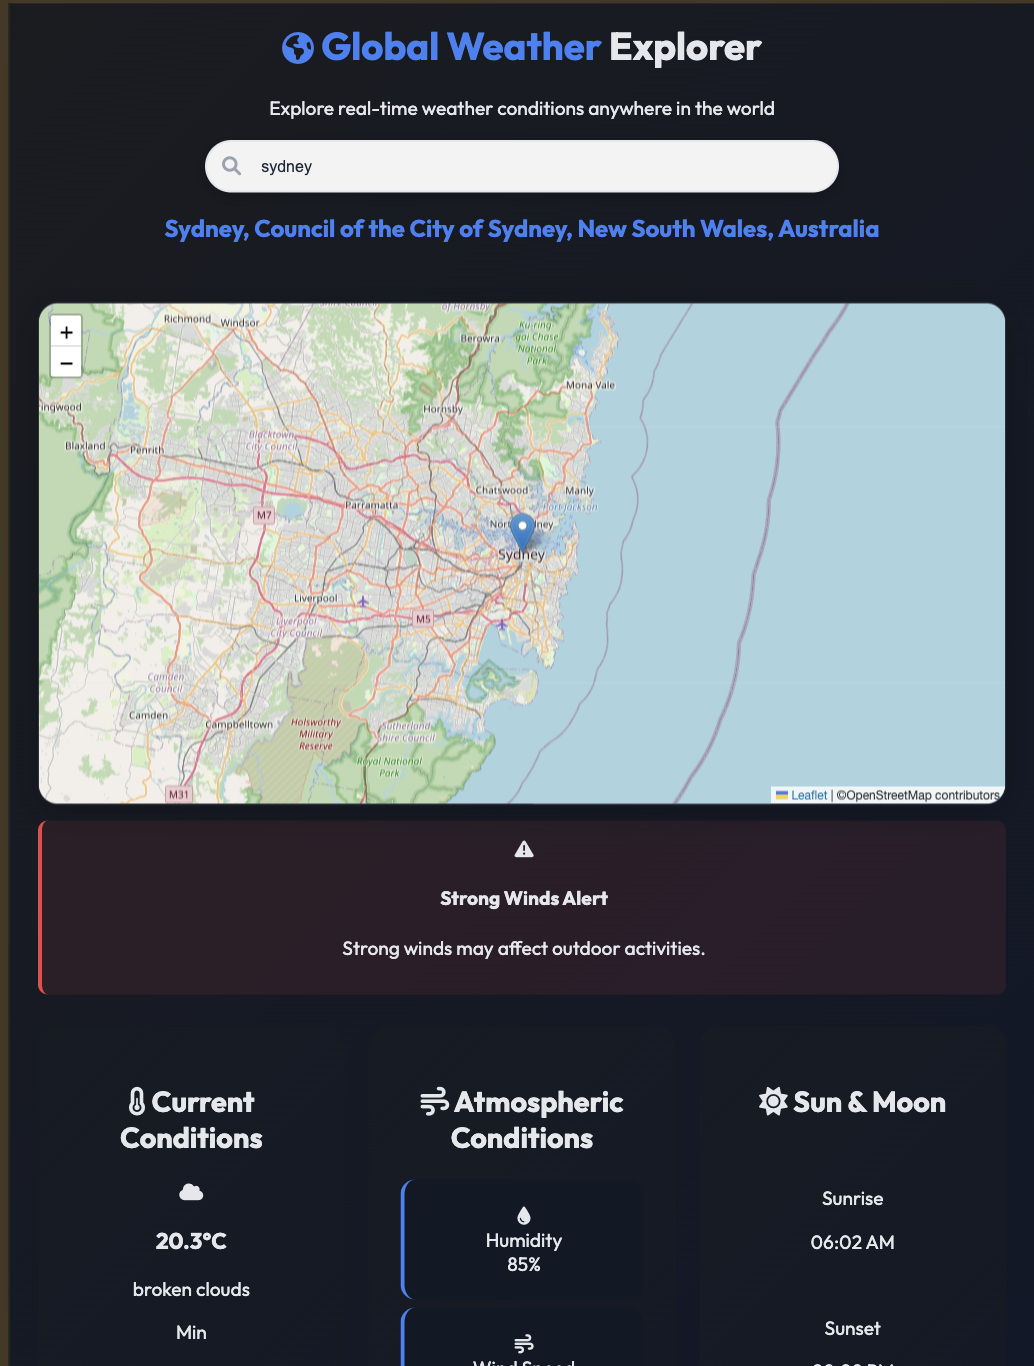 Global Weather Explorer
Explore real-time weather conditions anywhere in the world
sydney
Sydney, Council of the City of Sydney, New South Wales, Australia
+
−
Richmond
Windsor
of Hornsby
Berowra
Ku-ring-
gai Chase
National
Park
Mona Vale
ingwood
Hornsby
Blacktown
City Council
Blaxland
Penrith
Chatswood
Manly
Parramatta
M7
Port Jackson
Sydney
Liverpool
M5
Liverpool
City Council
Camden
Council
Camden
Campbelltown
Holsworthy
Military
Reserve
Sutherland
Shire Council
Royal National
Park
M31
Leaflet | ©OpenStreetMap contributors
Strong Winds Alert
Strong winds may affect outdoor activities.
Current
Conditions
20.3°C
broken clouds
Min
Atmospheric
Conditions
Humidity
85%
Wind Speed
Sun & Moon
Sunrise
06:02 AM
Sunset